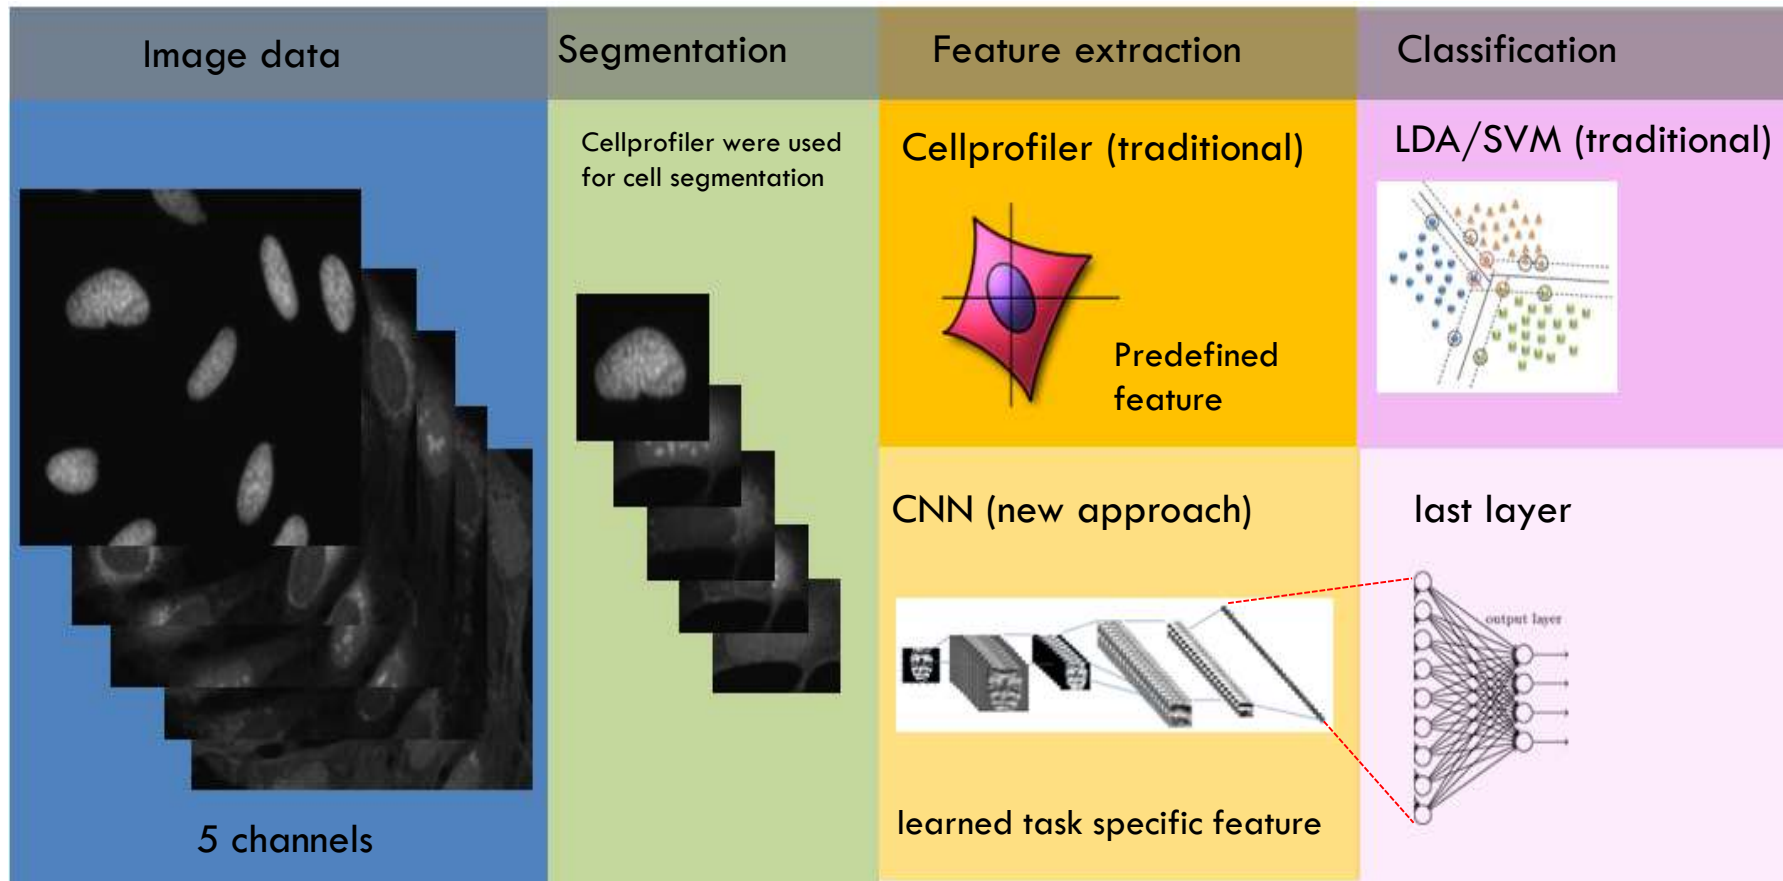 Image data
Segmentation
Feature extraction
Classification
Cellprofiler were used
for cell segmentation
Cellprofiler (traditional)
LDA/SVM (traditional)
Predefined
feature
CNN (new approach)
last layer
output layer
learned task specific feature
5 channels